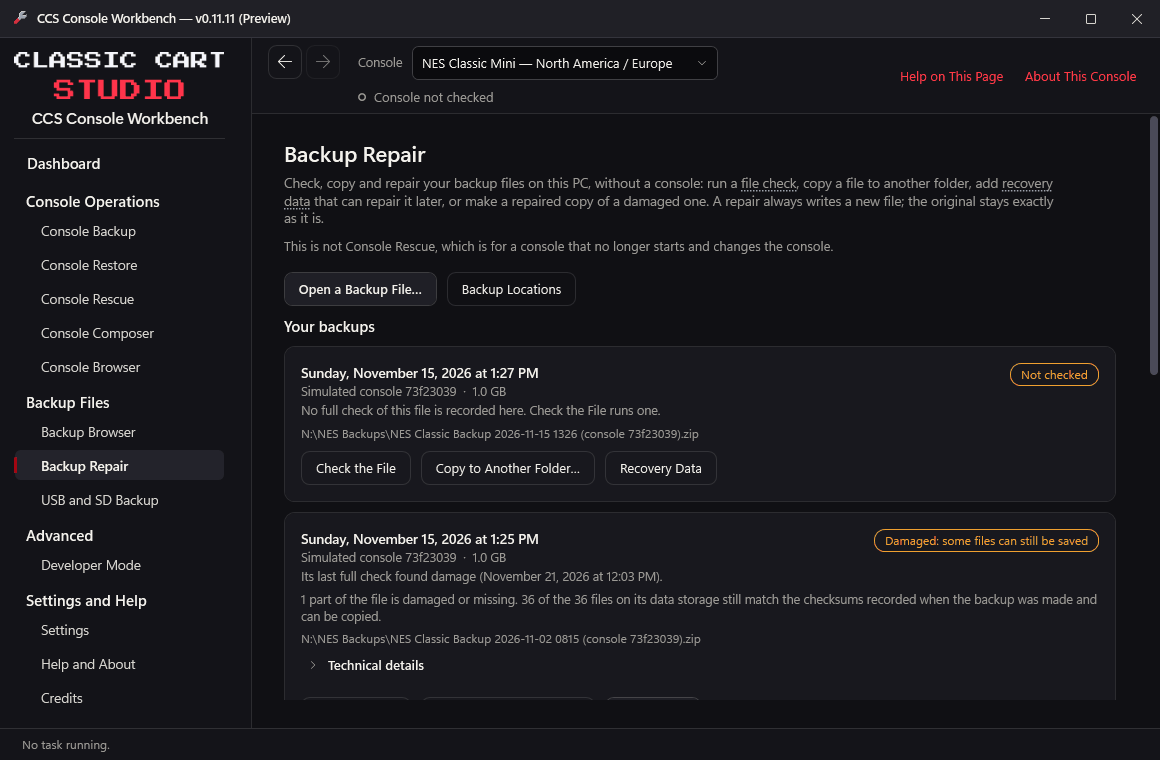 CCS Console Workbench — v0.11.11 (Preview)
CLASSIC CART
STUDIO
CCS Console Workbench
Dashboard
Console Operations
Console Backup
Console Restore
Console Rescue
Console Composer
Console Browser
Backup Files
Backup Browser
Backup Repair
USB and SD Backup
Advanced
Developer Mode
Settings and Help
Settings
Help and About
Credits
Console
NES Classic Mini — North America / Europe
Console not checked
Help on This Page
About This Console
Backup Repair
Check, copy and repair your backup files on this PC, without a console: run a file check, copy a file to another folder, add recovery
data that can repair it later, or make a repaired copy of a damaged one. A repair always writes a new file; the original stays exactly
as it is.
This is not Console Rescue, which is for a console that no longer starts and changes the console.
Open a Backup File...
Backup Locations
Your backups
Sunday, November 15, 2026 at 1:27 PM
Not checked
Simulated console 73f23039 · 1.0 GB
No full check of this file is recorded here. Check the File runs one.
N:\NES Backups\NES Classic Backup 2026-11-15 1326 (console 73f23039).zip
Check the File
Copy to Another Folder...
Recovery Data
Sunday, November 15, 2026 at 1:25 PM
Damaged: some files can still be saved
Simulated console 73f23039 · 1.0 GB
Its last full check found damage (November 21, 2026 at 12:03 PM).
1 part of the file is damaged or missing. 36 of the 36 files on its data storage still match the checksums recorded when the backup was made and
can be copied.
N:\NES Backups\NES Classic Backup 2026-11-02 0815 (console 73f23039).zip
Technical details
No task running.